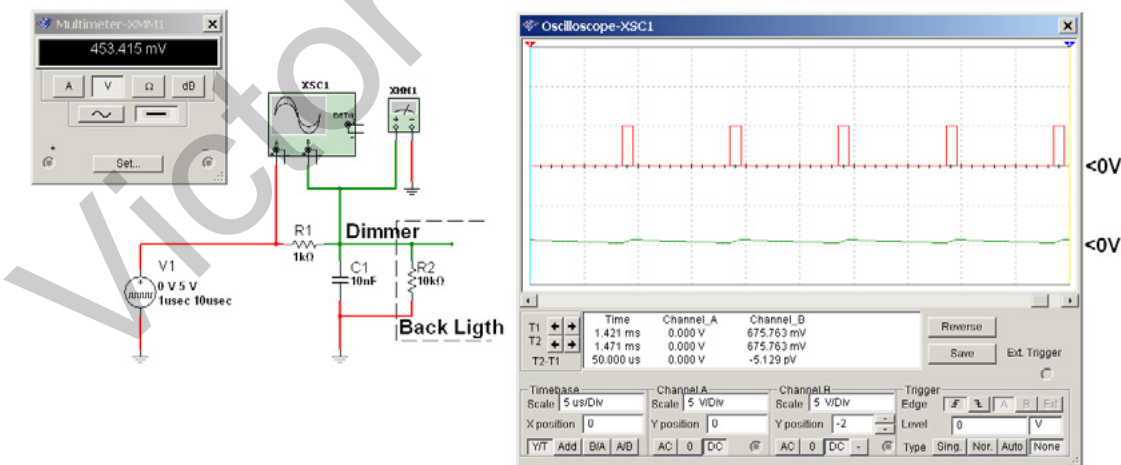 Multimeter-XMM1
453.415 mV
A V Ω dB
Set...
+
-
Victor
XSC1
XMM1
R1
1kΩ
Dimmer
V1
0 V 5 V
1usec 10usec
C1
10nF
R2
10kΩ
Back Ligth
Oscilloscope-XSC1
<0V
<0V
T1
T2
T2-T1
Time Channel_A Channel_B
1.421 ms 0.000 V 675.763 mV
1.471 ms 0.000 V 675.763 mV
50.000 us 0.000 V -5.129 pV
Reverse
Save
Ext. Trigger
Timebase
Scale 5 us/Div
X position 0
Y/T Add B/A A/B
Channel A
Scale 5 V/Div
Y position 0
AC 0 DC
Channel B
Scale 5 V/Div
Y position -2
AC 0 DC -
Trigger
Edge A B Ext
Level 0 V
Type Sing. Nor. Auto None